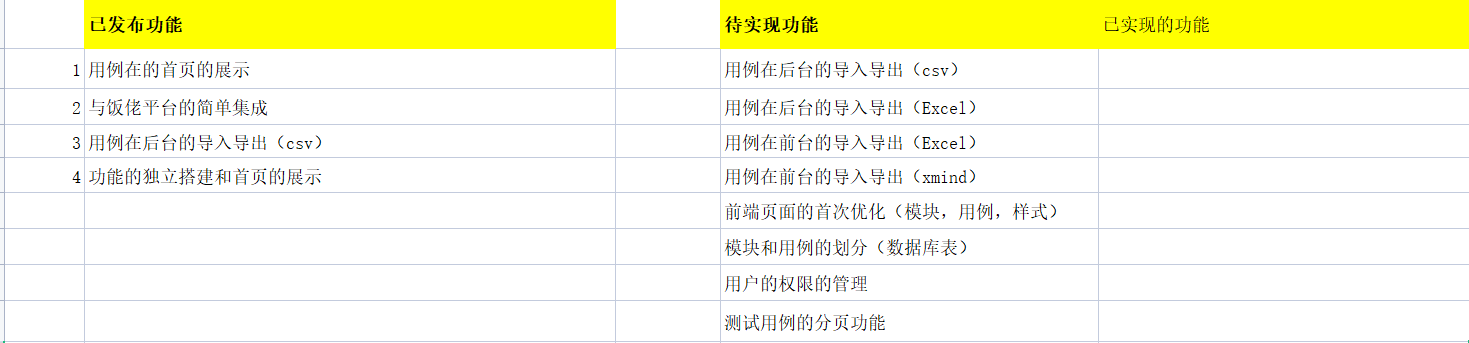 已发布功能 待实现功能 已实现的功能
1 用例在的首页的展示 用例在后台的导入导出（csv）
2 与饭佬平台的简单集成 用例在后台的导入导出（Excel）
3 用例在后台的导入导出（csv） 用例在前台的导入导出（Excel）
4 功能的独立搭建和首页的展示 用例在前台的导入导出（xmind）
前端页面的首次优化（模块，用例，样式）
模块和用例的划分（数据库表）
用户的权限的管理
测试用例的分页功能